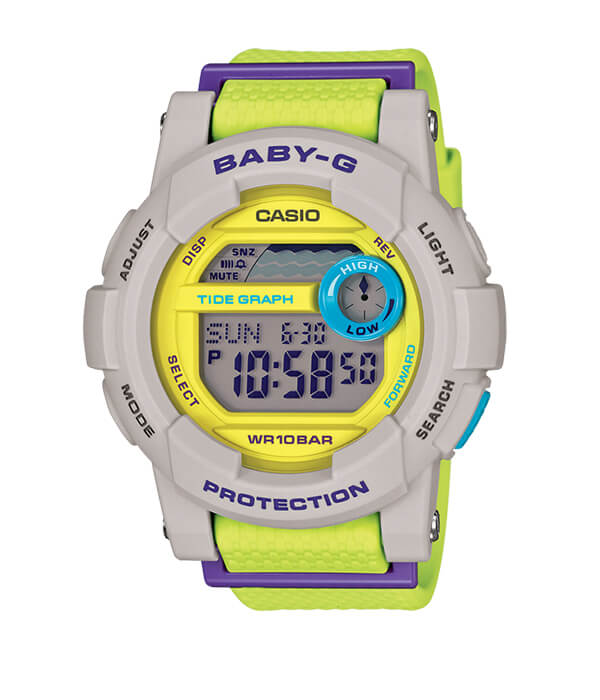 BABY-G
CASIO
ADJUST
DISP
REV
LIGHT
SNZ
MUTE
HIGH
TIDE GRAPH
LOW
SUN 6-30
P 10:58 50
SELECT
FORWARD
MODE
SEARCH
WR10BAR
PROTECTION